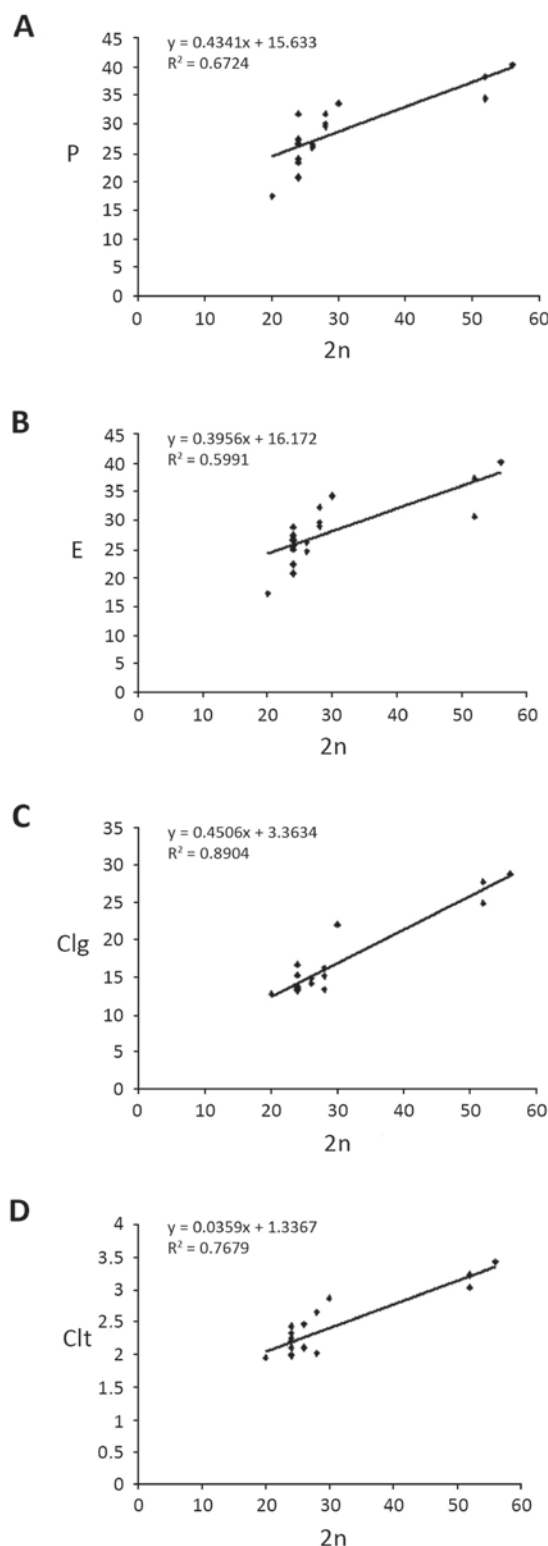 A
y = 0.4341x + 15.633
R² = 0.6724
45
40
35
30
25
20
15
10
5
0
P
0 10 20 30 40 50 60
2n
B
y = 0.3956x + 16.172
R² = 0.5991
45
40
35
30
25
20
15
10
5
0
E
0 10 20 30 40 50 60
2n
C
y = 0.4506x + 3.3634
R² = 0.8904
35
30
25
20
15
10
5
0
Clg
0 10 20 30 40 50 60
2n
D
y = 0.0359x + 1.3367
R² = 0.7679
4
3.5
3
2.5
2
1.5
1
0.5
0
Clt
0 10 20 30 40 50 60
2n